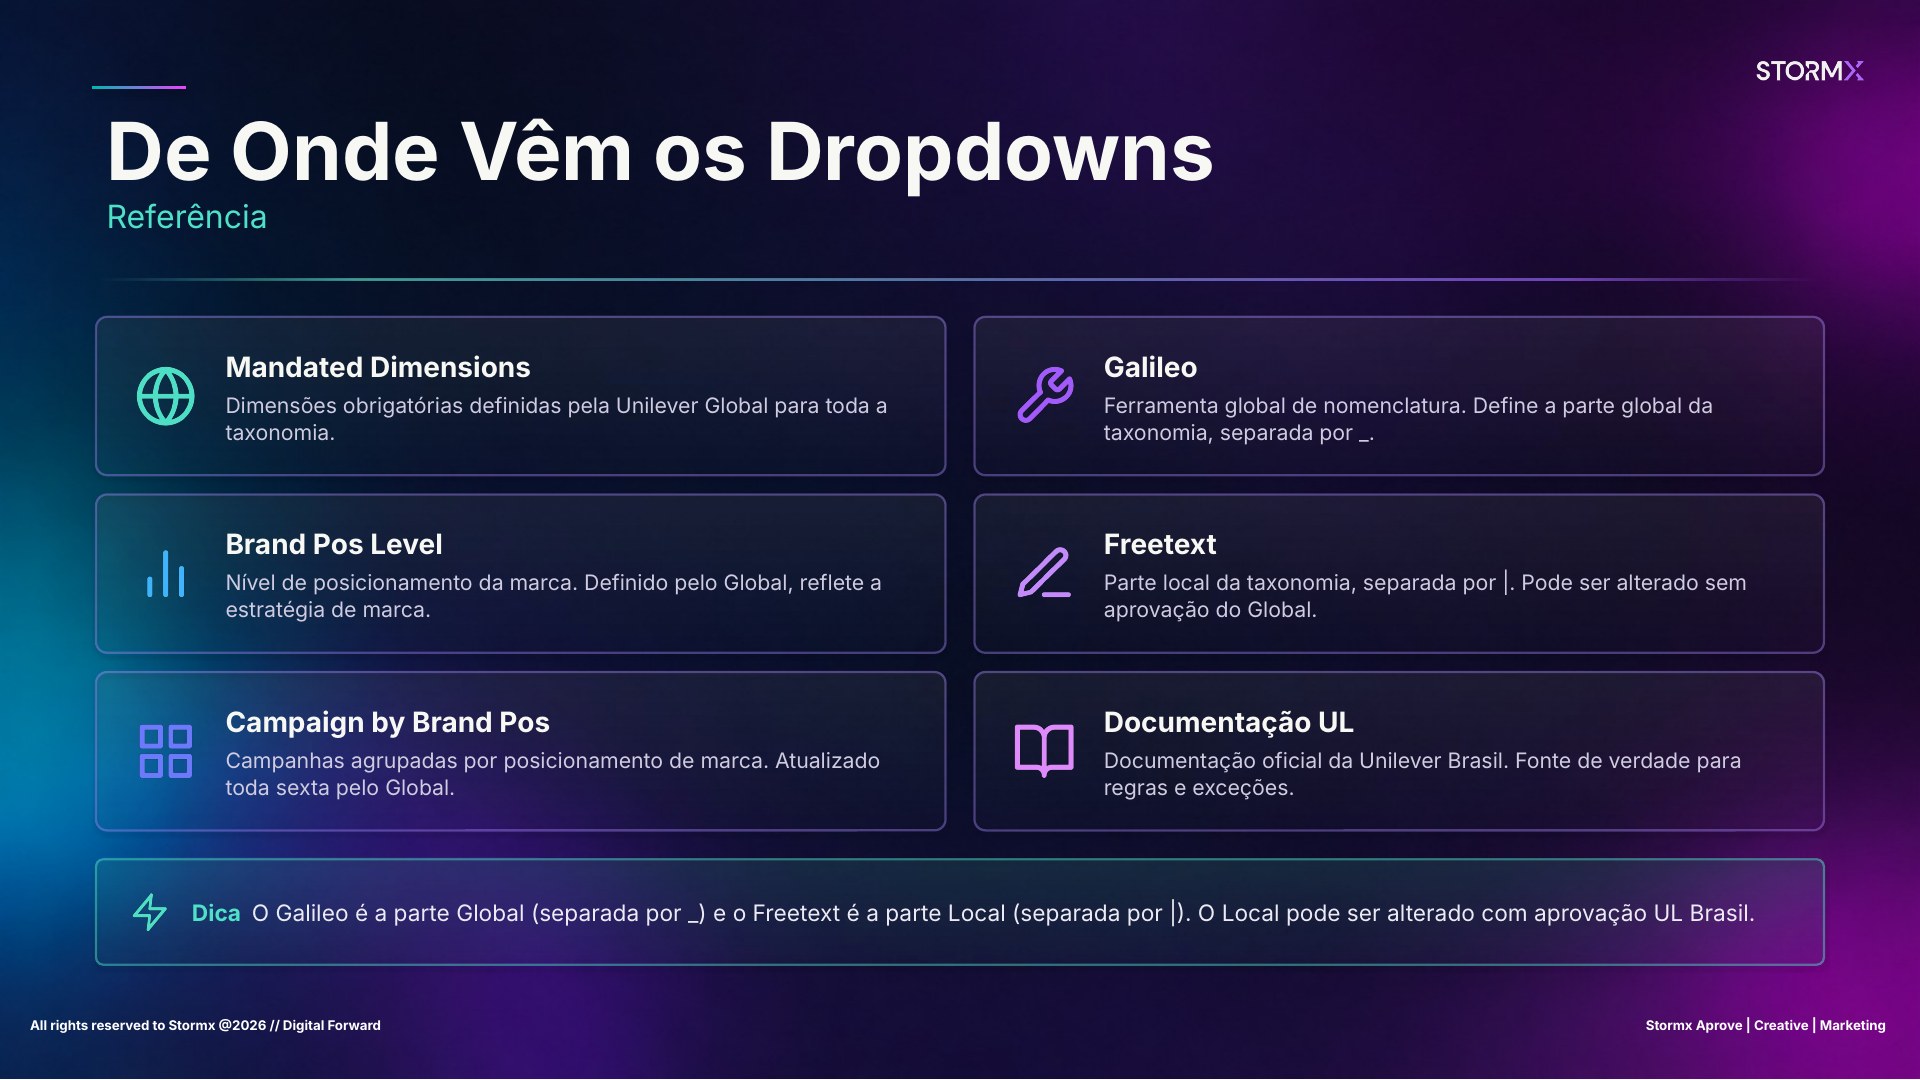 STORMX
De Onde Vêm os Dropdowns
Referência
Mandated Dimensions
Dimensões obrigatórias definidas pela Unilever Global para toda a
taxonomia.
Galileo
Ferramenta global de nomenclatura. Define a parte global da
taxonomia, separada por _.
Brand Pos Level
Nível de posicionamento da marca. Definido pelo Global, reflete a
estratégia de marca.
Freetext
Parte local da taxonomia, separada por |. Pode ser alterado sem
aprovação do Global.
Campaign by Brand Pos
Campanhas agrupadas por posicionamento de marca. Atualizado
toda sexta pelo Global.
Documentação UL
Documentação oficial da Unilever Brasil. Fonte de verdade para
regras e exceções.
Dica O Galileo é a parte Global (separada por _) e o Freetext é a parte Local (separada por |). O Local pode ser alterado com aprovação UL Brasil.
All rights reserved to Stormx @2026 // Digital Forward
Stormx Aprove | Creative | Marketing